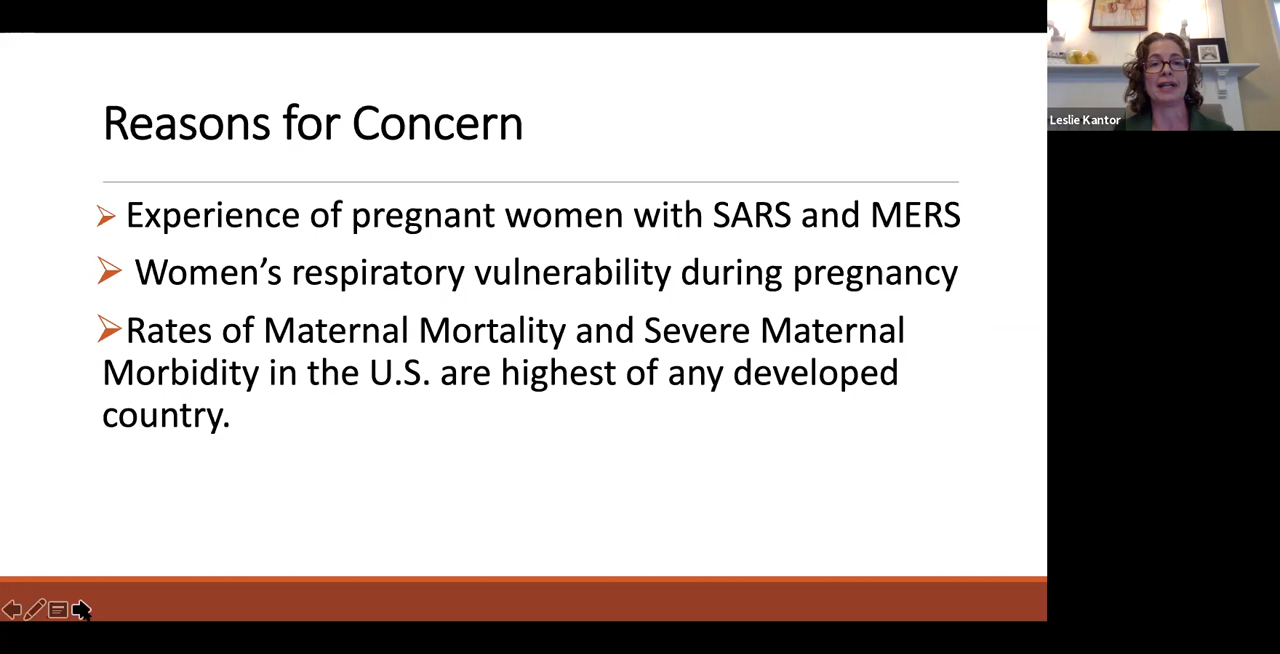 Reasons for Concern
Experience of pregnant women with SARS and MERS
Women’s respiratory vulnerability during pregnancy
Rates of Maternal Mortality and Severe Maternal
Morbidity in the U.S. are highest of any developed
country.
Leslie Kantor